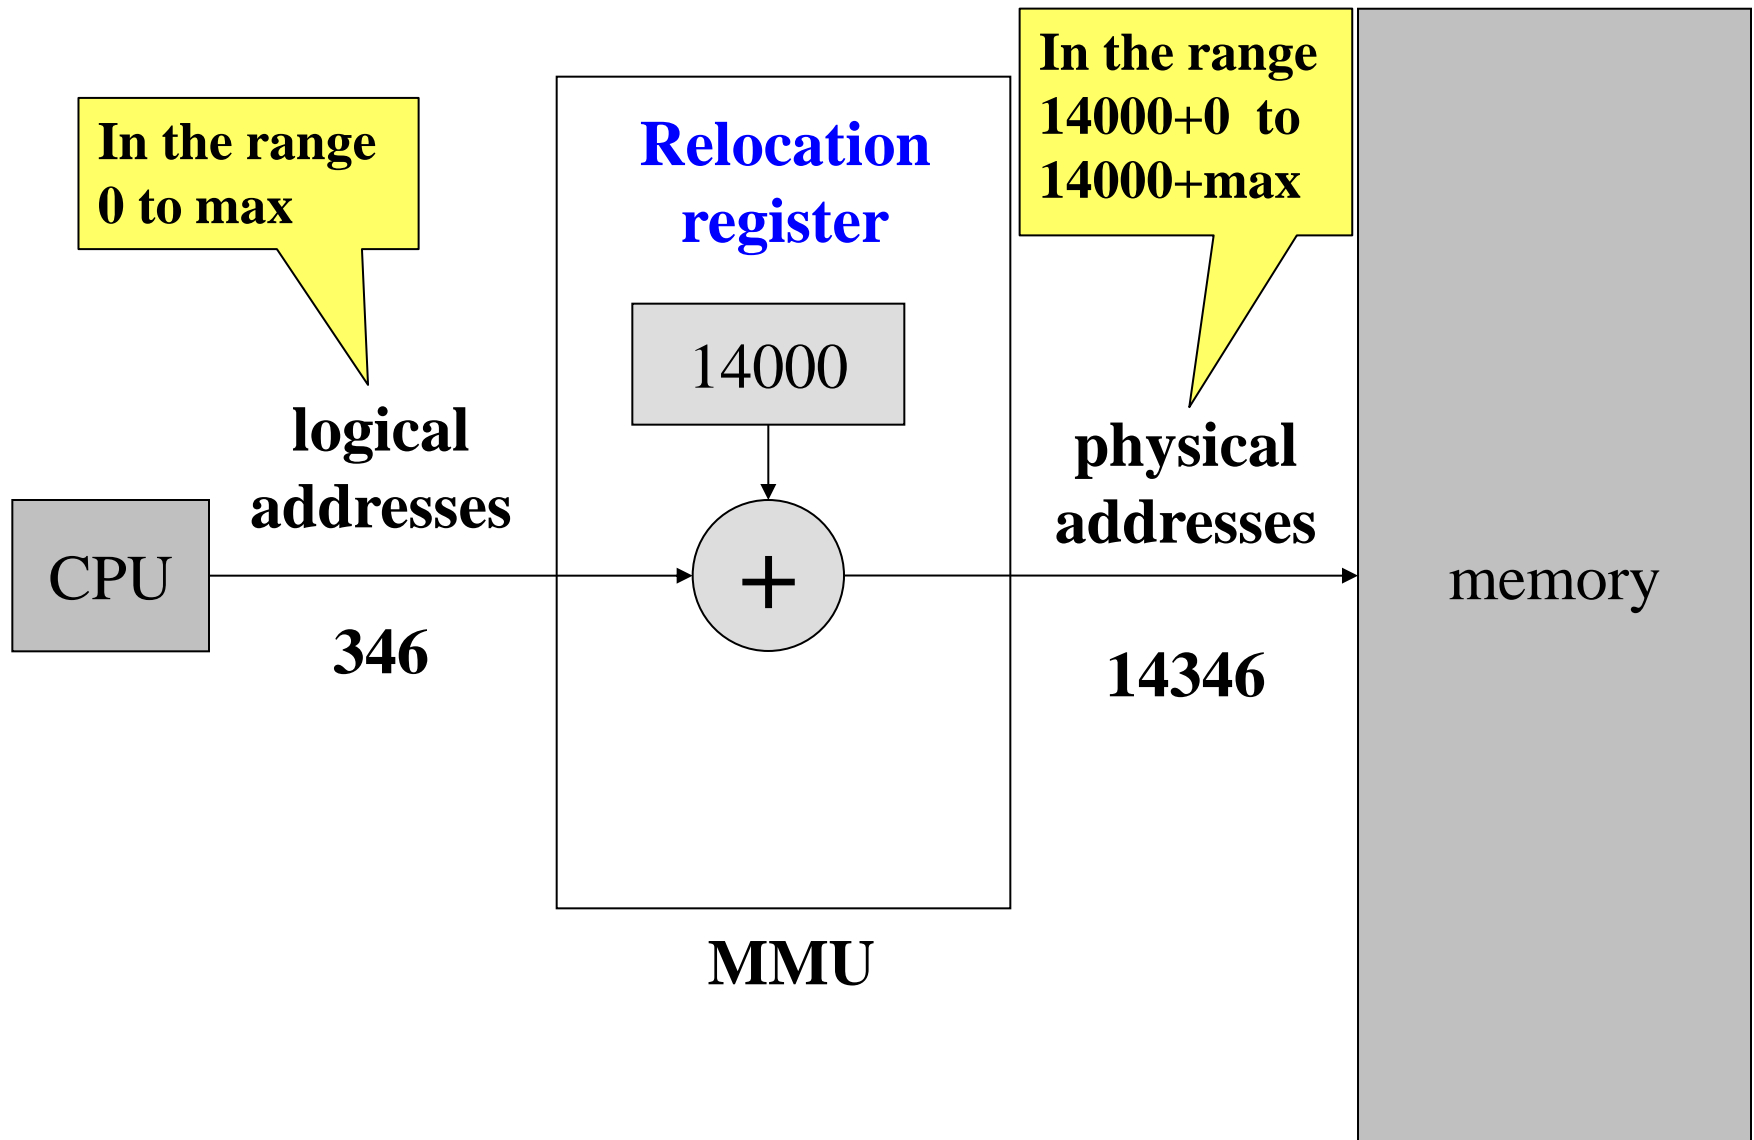 In the range
0 to max
Relocation
register
In the range
14000+0  to
14000+max
14000
logical
addresses
physical
addresses
CPU
+
memory
346
14346
MMU